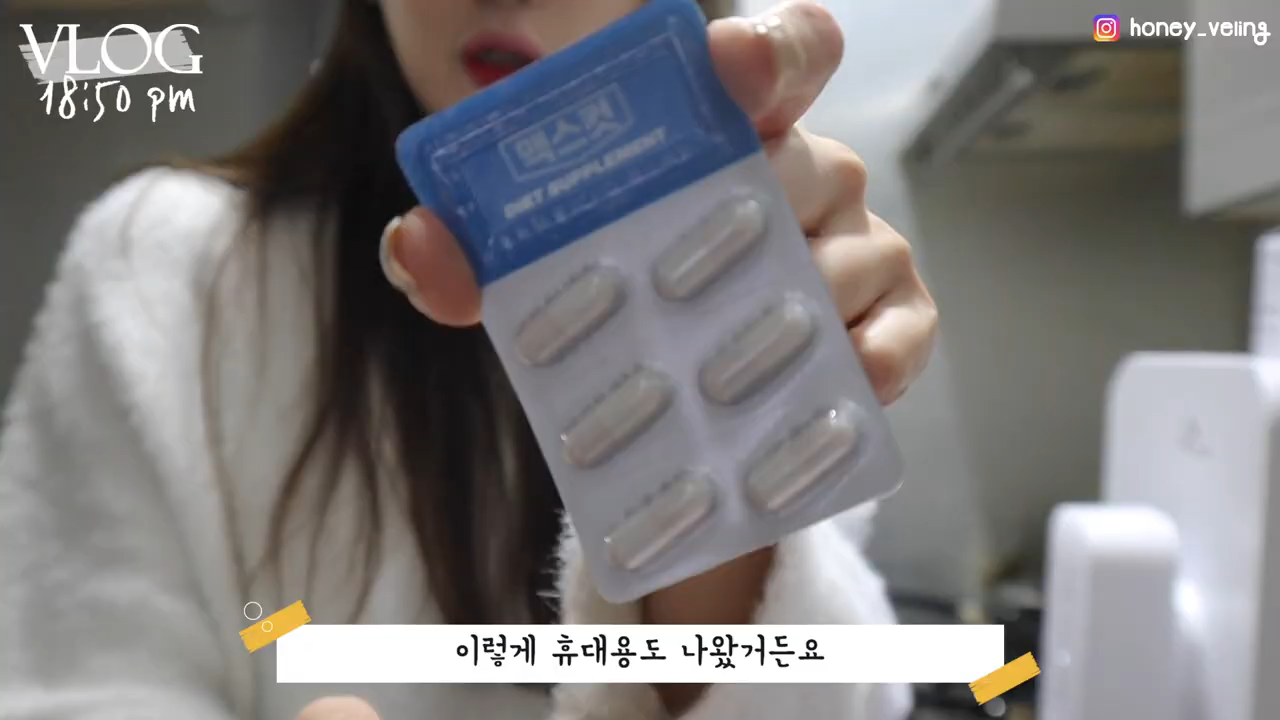 VLOG
18:50 pm
honey_veling
맥스컷
DIET SUPPLEMENT
이렇게 휴대용도 나왔거든요